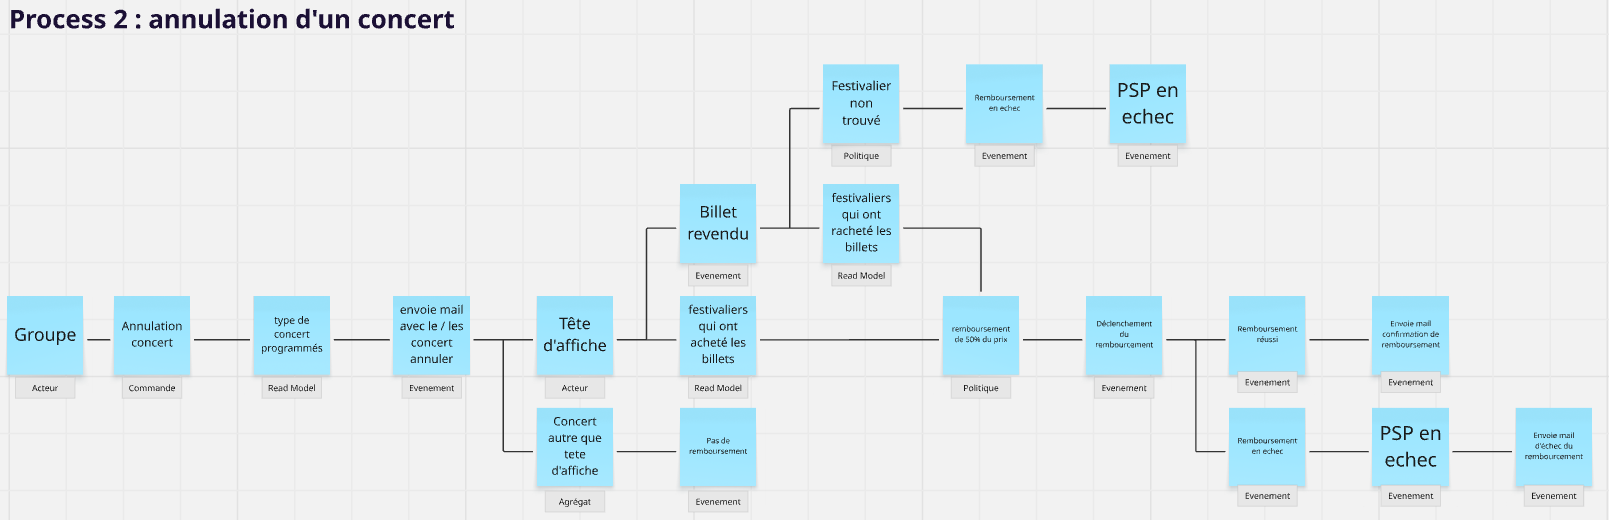 Process 2 : annulation d'un concert
Festivalier
non
trouvé
Politique
Remboursement
en echec
Evenement
PSP en
echec
Evenement
Billet
revendu
Evenement
festivaliers
qui ont
racheté les
billets
Read Model
Groupe
Acteur
Annulation
concert
Commande
type de
concert
programmés
Read Model
envoie mail
avec le / les
concert
annuler
Evenement
Tête
d'affiche
Acteur
festivaliers
qui ont
acheté les
billets
Read Model
remboursement
de 50% du prix
Politique
Déclenchement
du
remboursement
Evenement
Remboursement
réussi
Evenement
Envoie mail
confirmation de
remboursement
Evenement
Concert
autre que
tete
d'affiche
Agrégat
Pas de
remboursement
Evenement
Remboursement
en echec
Evenement
PSP en
echec
Evenement
Envoie mail
d'échec du
remboursement
Evenement